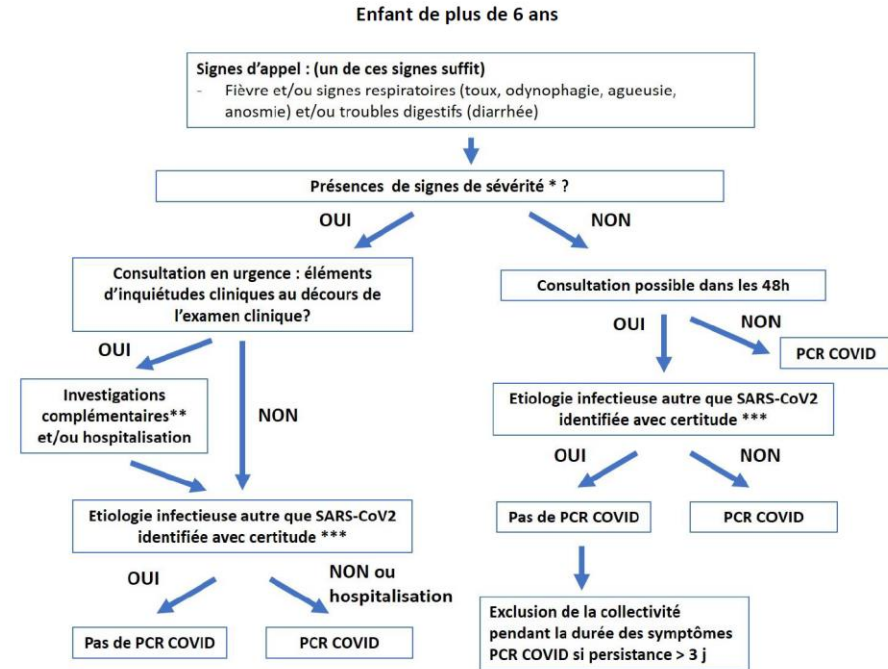 Enfant de plus de 6 ans
Signes d'appel : (un de ces signes suffit)
- Fièvre et/ou signes respiratoires (toux, odynophagie, agueusie,
anosmie) et/ou troubles digestifs (diarrhée)
Présences de signes de sévérité * ?
OUI
NON
Consultation en urgence : éléments
d'inquiétudes cliniques au décours de
l'examen clinique?
Consultation possible dans les 48h
OUI
NON
OUI
NON
PCR COVID
Investigations
complémentaires**
et/ou hospitalisation
Etiologie infectieuse autre que SARS-CoV2
identifiée avec certitude ***
OUI
NON
Etiologie infectieuse autre que SARS-CoV2
identifiée avec certitude ***
Pas de PCR COVID
PCR COVID
OUI
NON ou
hospitalisation
Pas de PCR COVID
PCR COVID
Exclusion de la collectivité
pendant la durée des symptômes
PCR COVID si persistance > 3 j